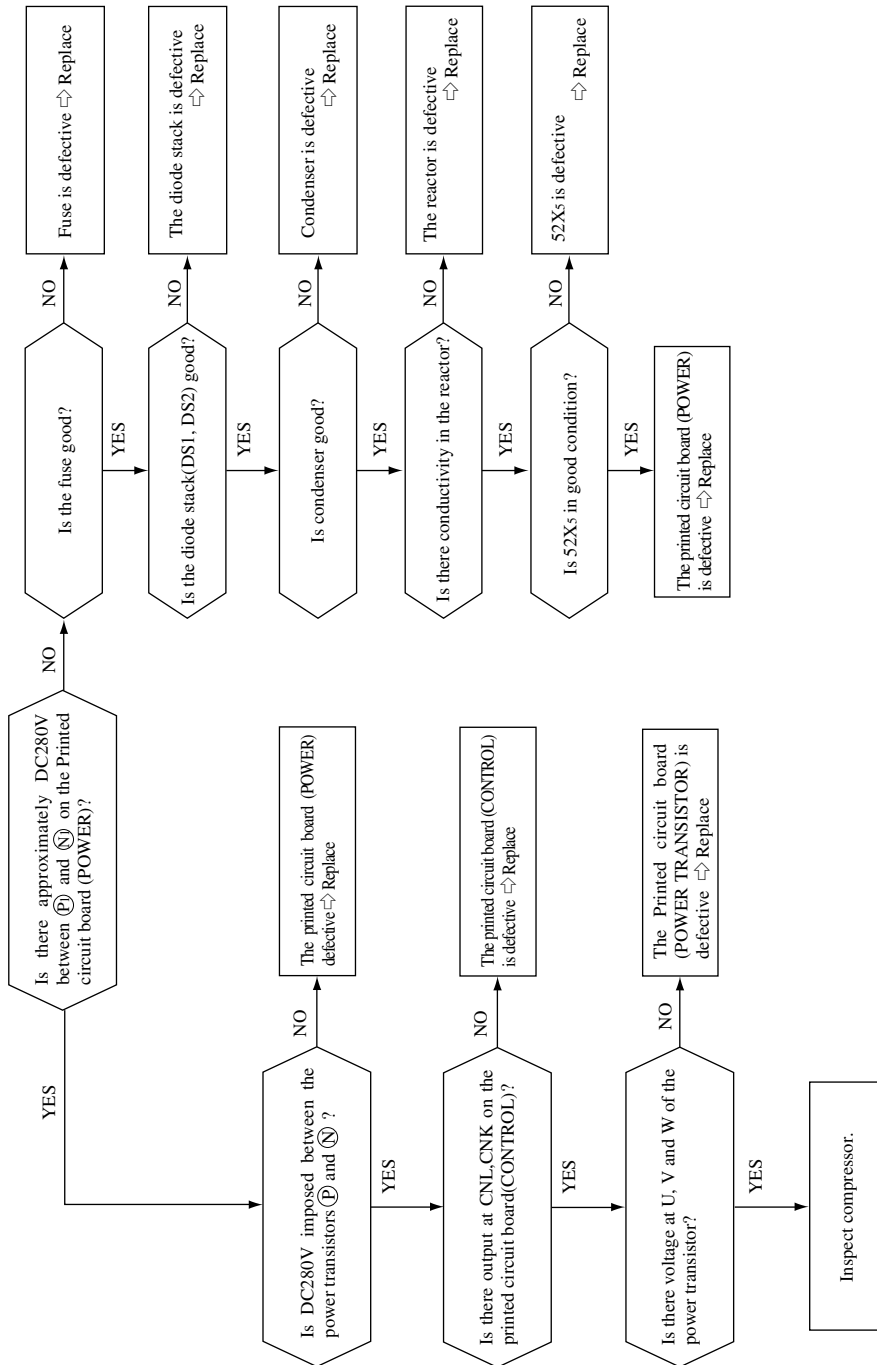 Is there approximately DC280V
between Ⓟ and Ⓝ on the Printed
circuit board (POWER)?
NO
YES
Is the fuse good?
NO
Fuse is defective ⇨ Replace
YES
Is the diode stack(DS1, DS2) good?
NO
The diode stack is defective
⇨ Replace
YES
Is condenser good?
NO
Condenser is defective
⇨ Replace
YES
Is there conductivity in the reactor?
NO
The reactor is defective
⇨ Replace
YES
Is 52X5 in good condition?
NO
52X5 is defective
⇨ Replace
YES
The printed circuit board (POWER)
is defective ⇨ Replace
Is DC280V imposed between the
power transistors Ⓟ and Ⓝ ?
NO
The printed circuit board (POWER)
defective⇨ Replace
YES
Is there output at CNL,CNK on the
printed circuit board(CONTROL)?
NO
The printed circuit board (CONTROL)
is defective ⇨ Replace
YES
Is there voltage at U, V and W of the
power transistor?
NO
The Printed circuit board
(POWER TRANSISTOR) is
defective ⇨ Replace
YES
Inspect compressor.